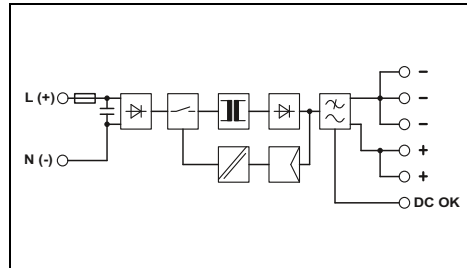 L (+)
N (-)
–
–
–
+
+
DC OK